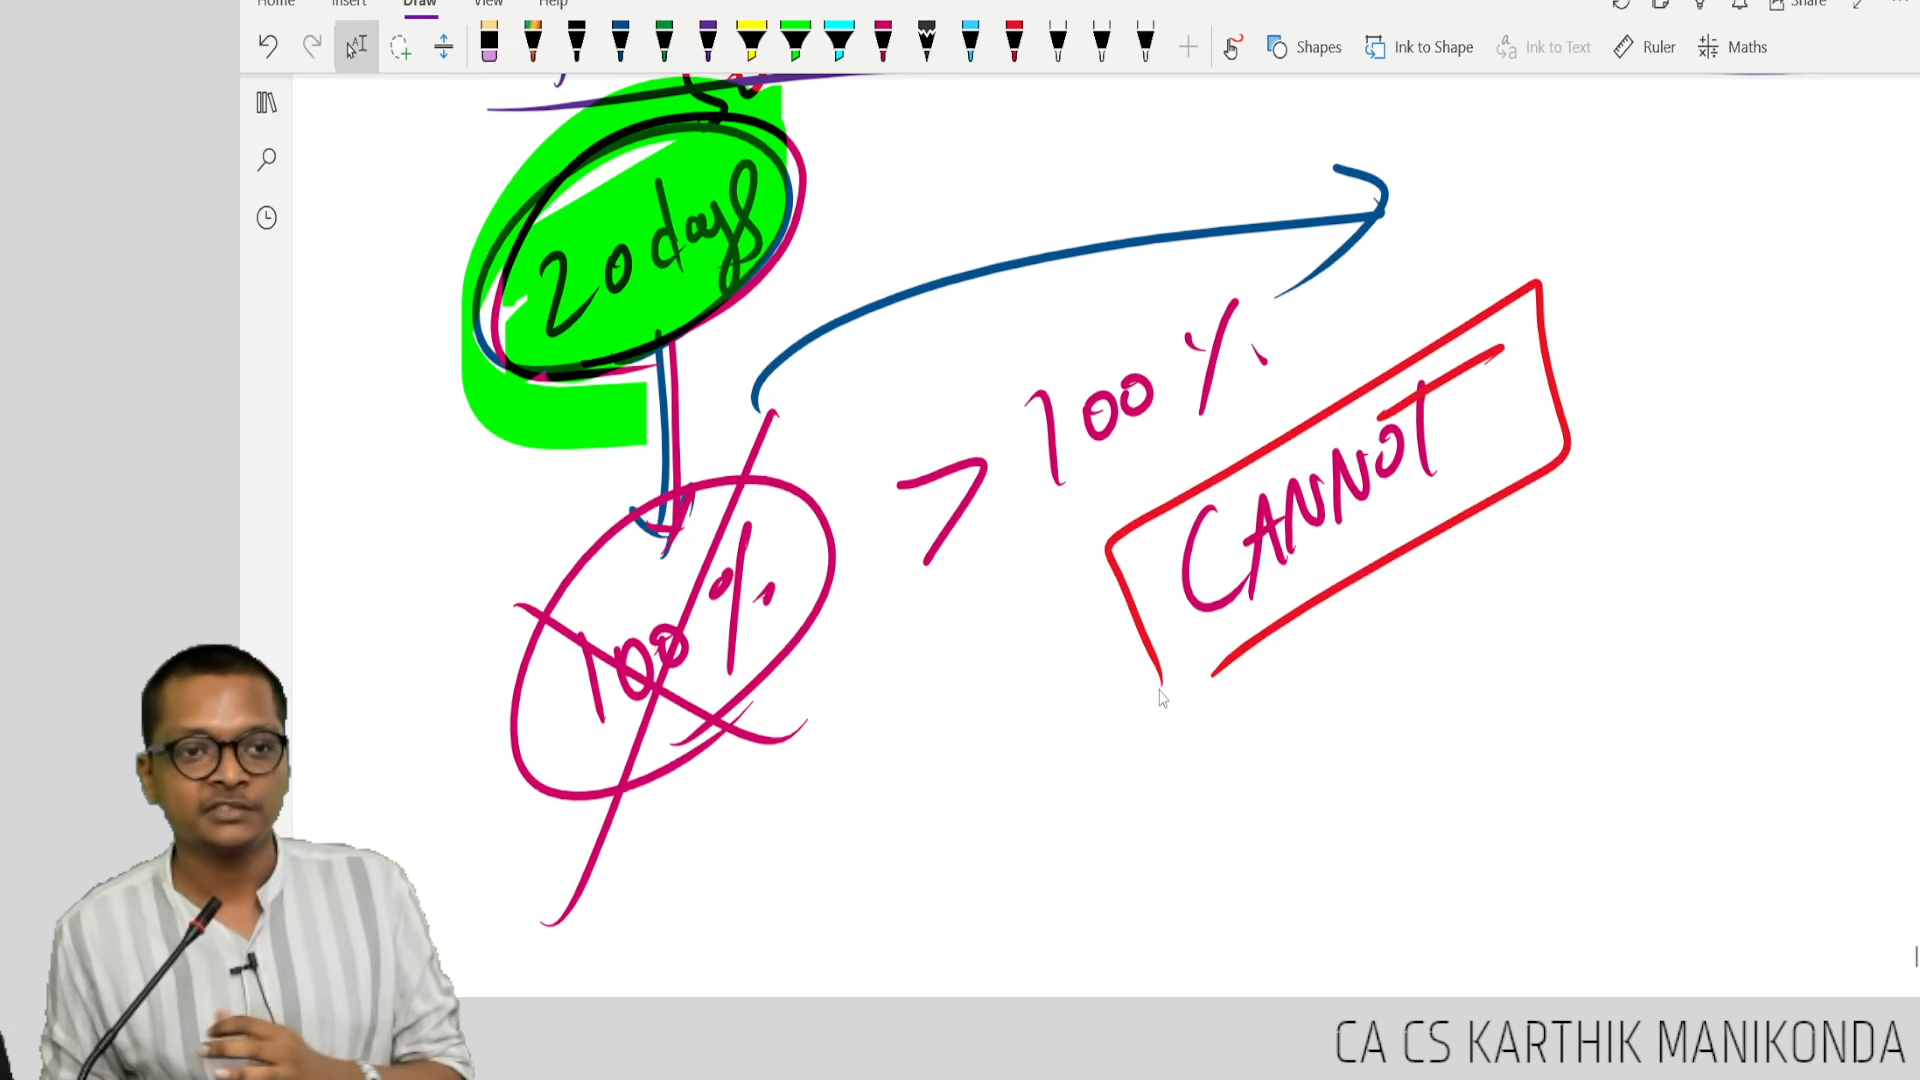 Home Insert Draw View Help Share
Shapes Ink to Shape Ink to Text Ruler Maths
20 days
> 100%
CANNOT
100%
CA CS KARTHIK MANIKONDA